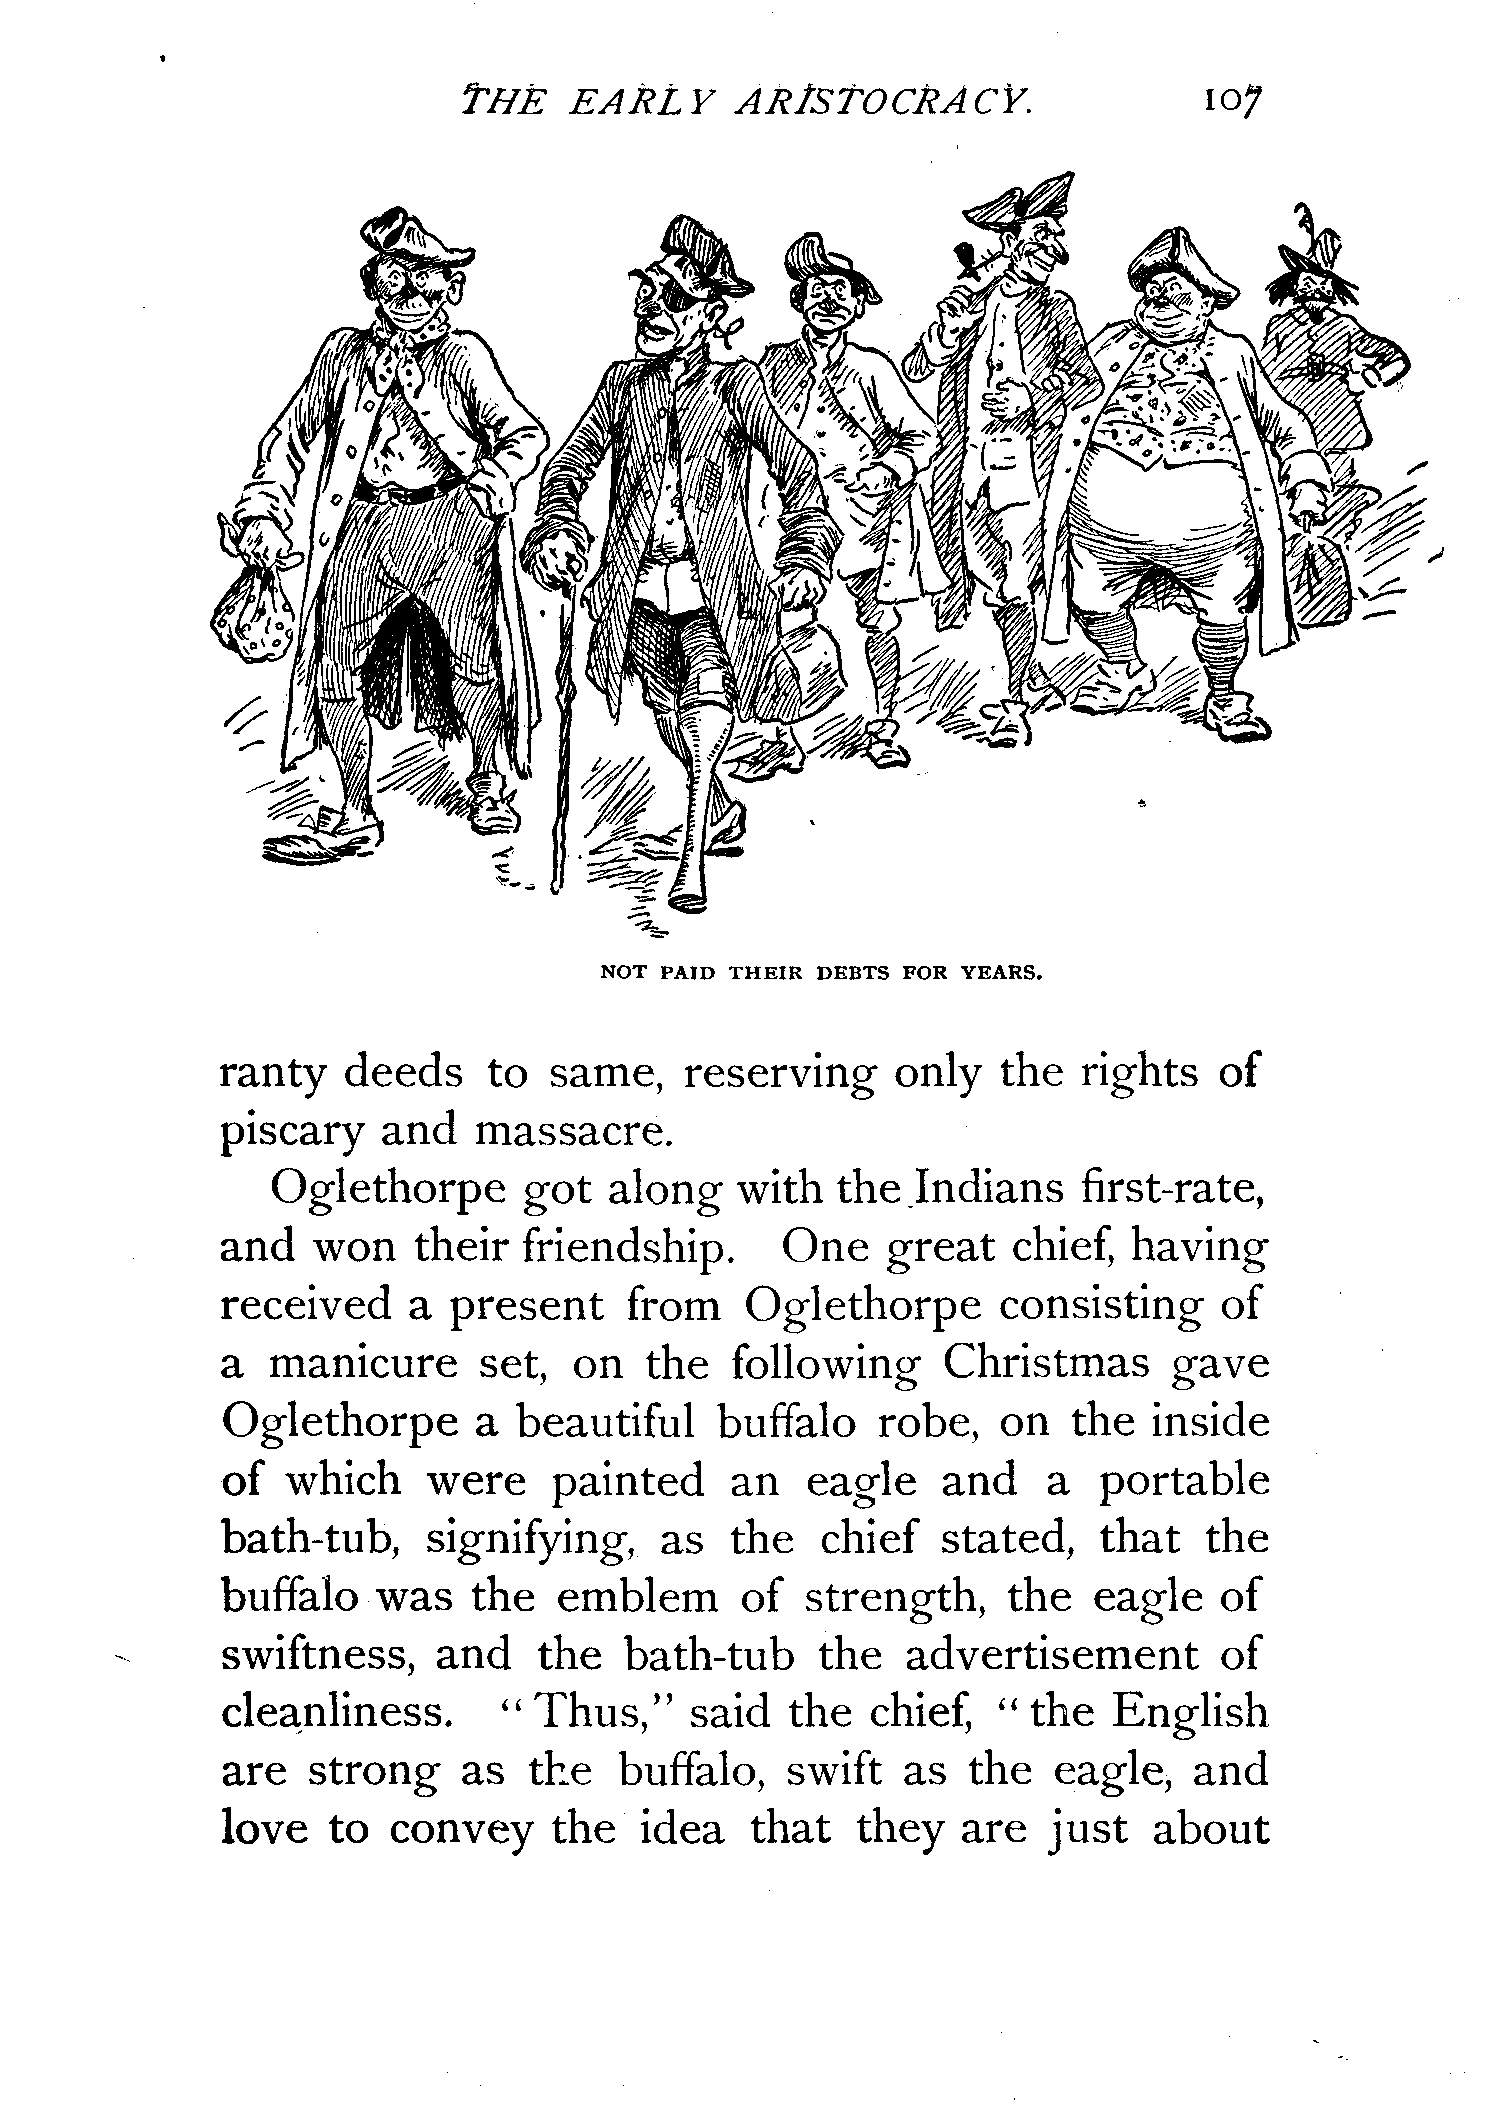 THE EARLY ARISTOCRACY. 107
NOT PAID THEIR DEBTS FOR YEARS.
ranty deeds to same, reserving only the rights of
piscary and massacre.
Oglethorpe got along with the Indians first-rate,
and won their friendship. One great chief, having
received a present from Oglethorpe consisting of
a manicure set, on the following Christmas gave
Oglethorpe a beautiful buffalo robe, on the inside
of which were painted an eagle and a portable
bath-tub, signifying, as the chief stated, that the
buffalo was the emblem of strength, the eagle of
swiftness, and the bath-tub the advertisement of
cleanliness. "Thus," said the chief, "the English
are strong as the buffalo, swift as the eagle, and
love to convey the idea that they are just about